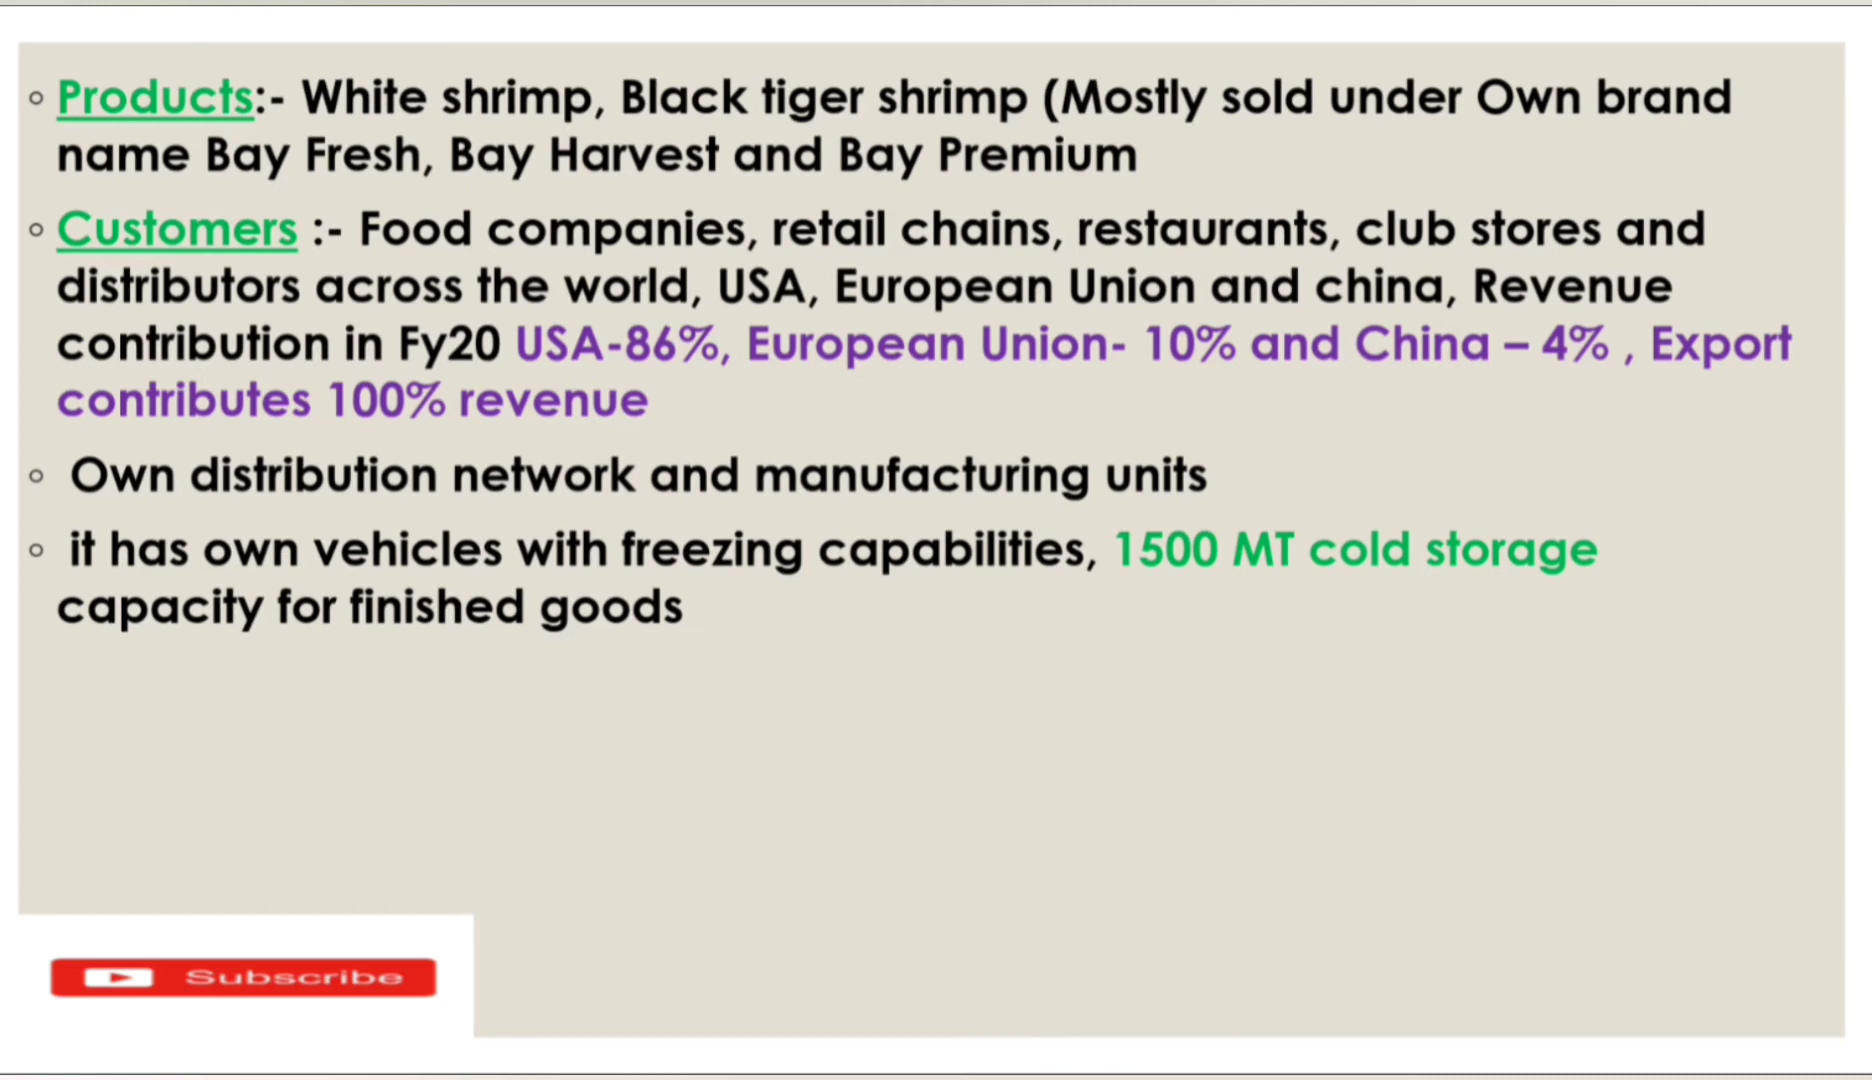 ◦ Products:- White shrimp, Black tiger shrimp (Mostly sold under Own brand
name Bay Fresh, Bay Harvest and Bay Premium
◦ Customers :- Food companies, retail chains, restaurants, club stores and
distributors across the world, USA, European Union and china, Revenue
contribution in Fy20 USA-86%, European Union- 10% and China – 4% , Export
contributes 100% revenue
◦ Own distribution network and manufacturing units
◦ it has own vehicles with freezing capabilities, 1500 MT cold storage
capacity for finished goods
Subscribe